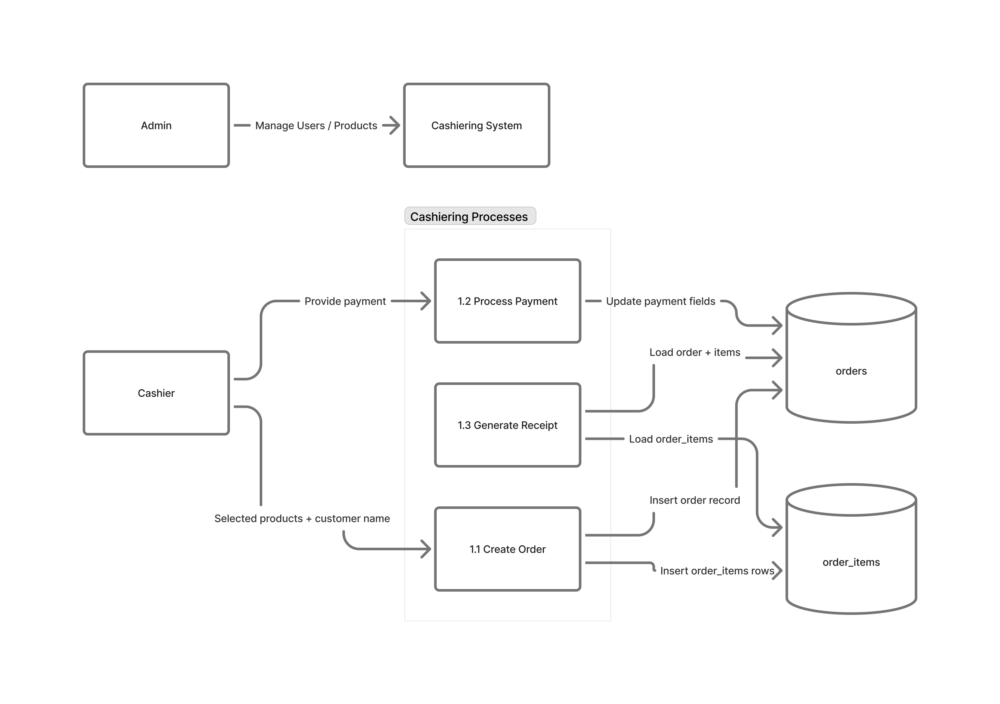 Admin
Manage Users / Products
Cashiering System
Cashiering Processes
Provide payment
1.2 Process Payment
Update payment fields
Load order + items
orders
Cashier
1.3 Generate Receipt
Load order_items
Insert order record
Selected products + customer name
1.1 Create Order
Insert order_items rows
order_items